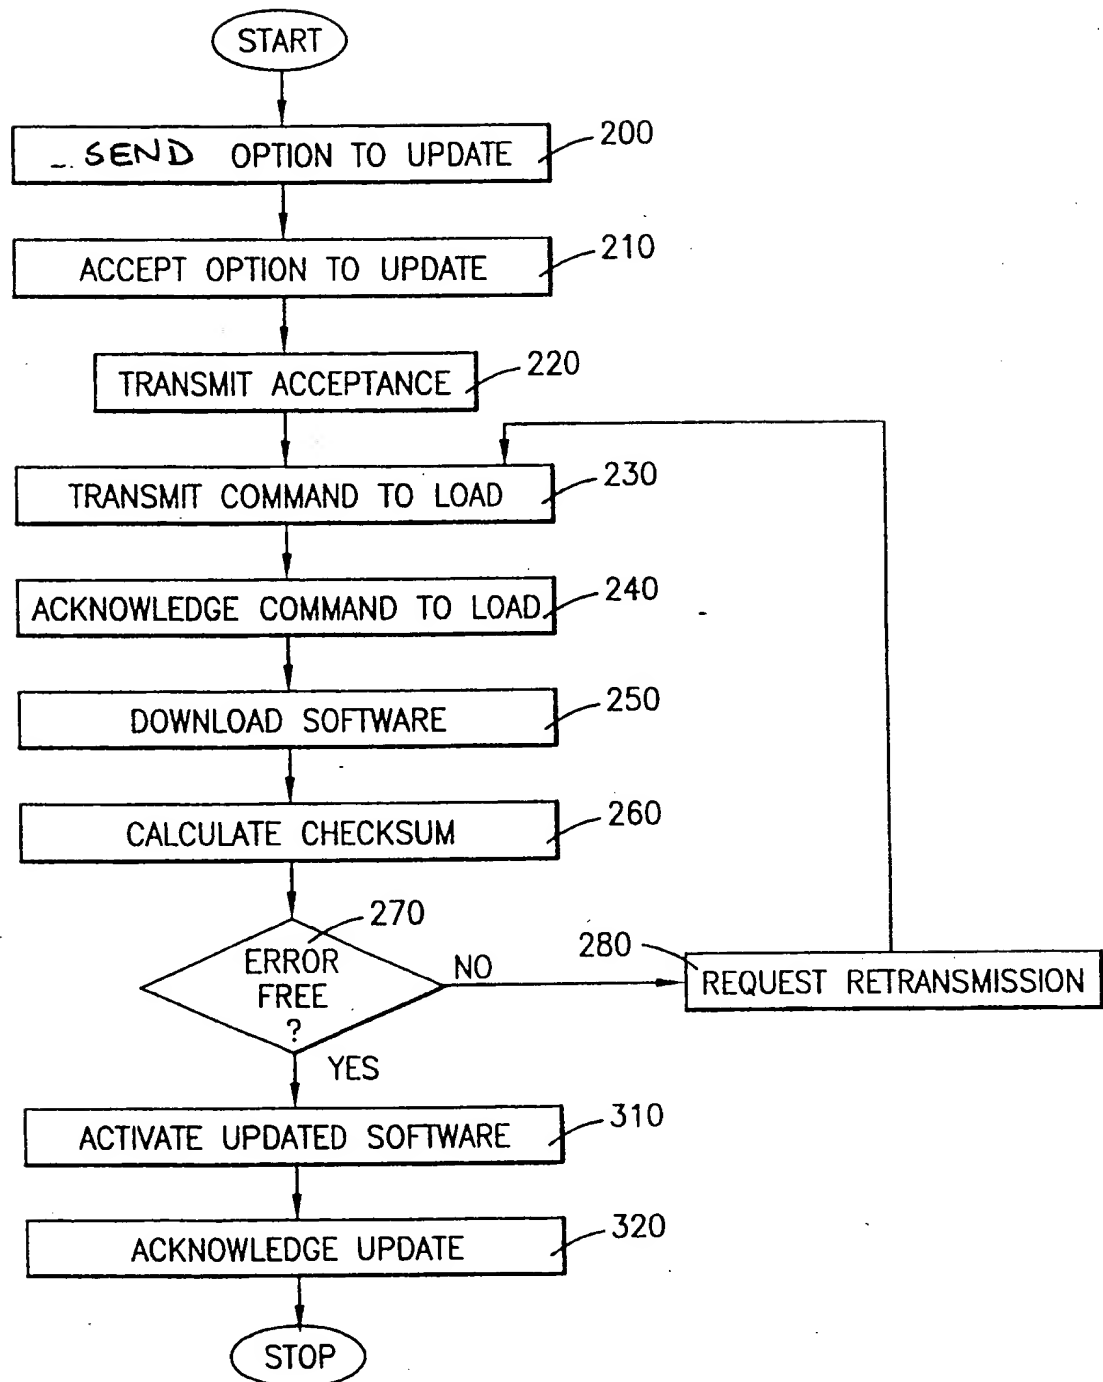 START
SEND OPTION TO UPDATE
200
ACCEPT OPTION TO UPDATE
210
TRANSMIT ACCEPTANCE
220
TRANSMIT COMMAND TO LOAD
230
ACKNOWLEDGE COMMAND TO LOAD
240
DOWNLOAD SOFTWARE
250
CALCULATE CHECKSUM
260
270
ERROR
FREE
?
NO
280
REQUEST RETRANSMISSION
YES
ACTIVATE UPDATED SOFTWARE
310
ACKNOWLEDGE UPDATE
320
STOP